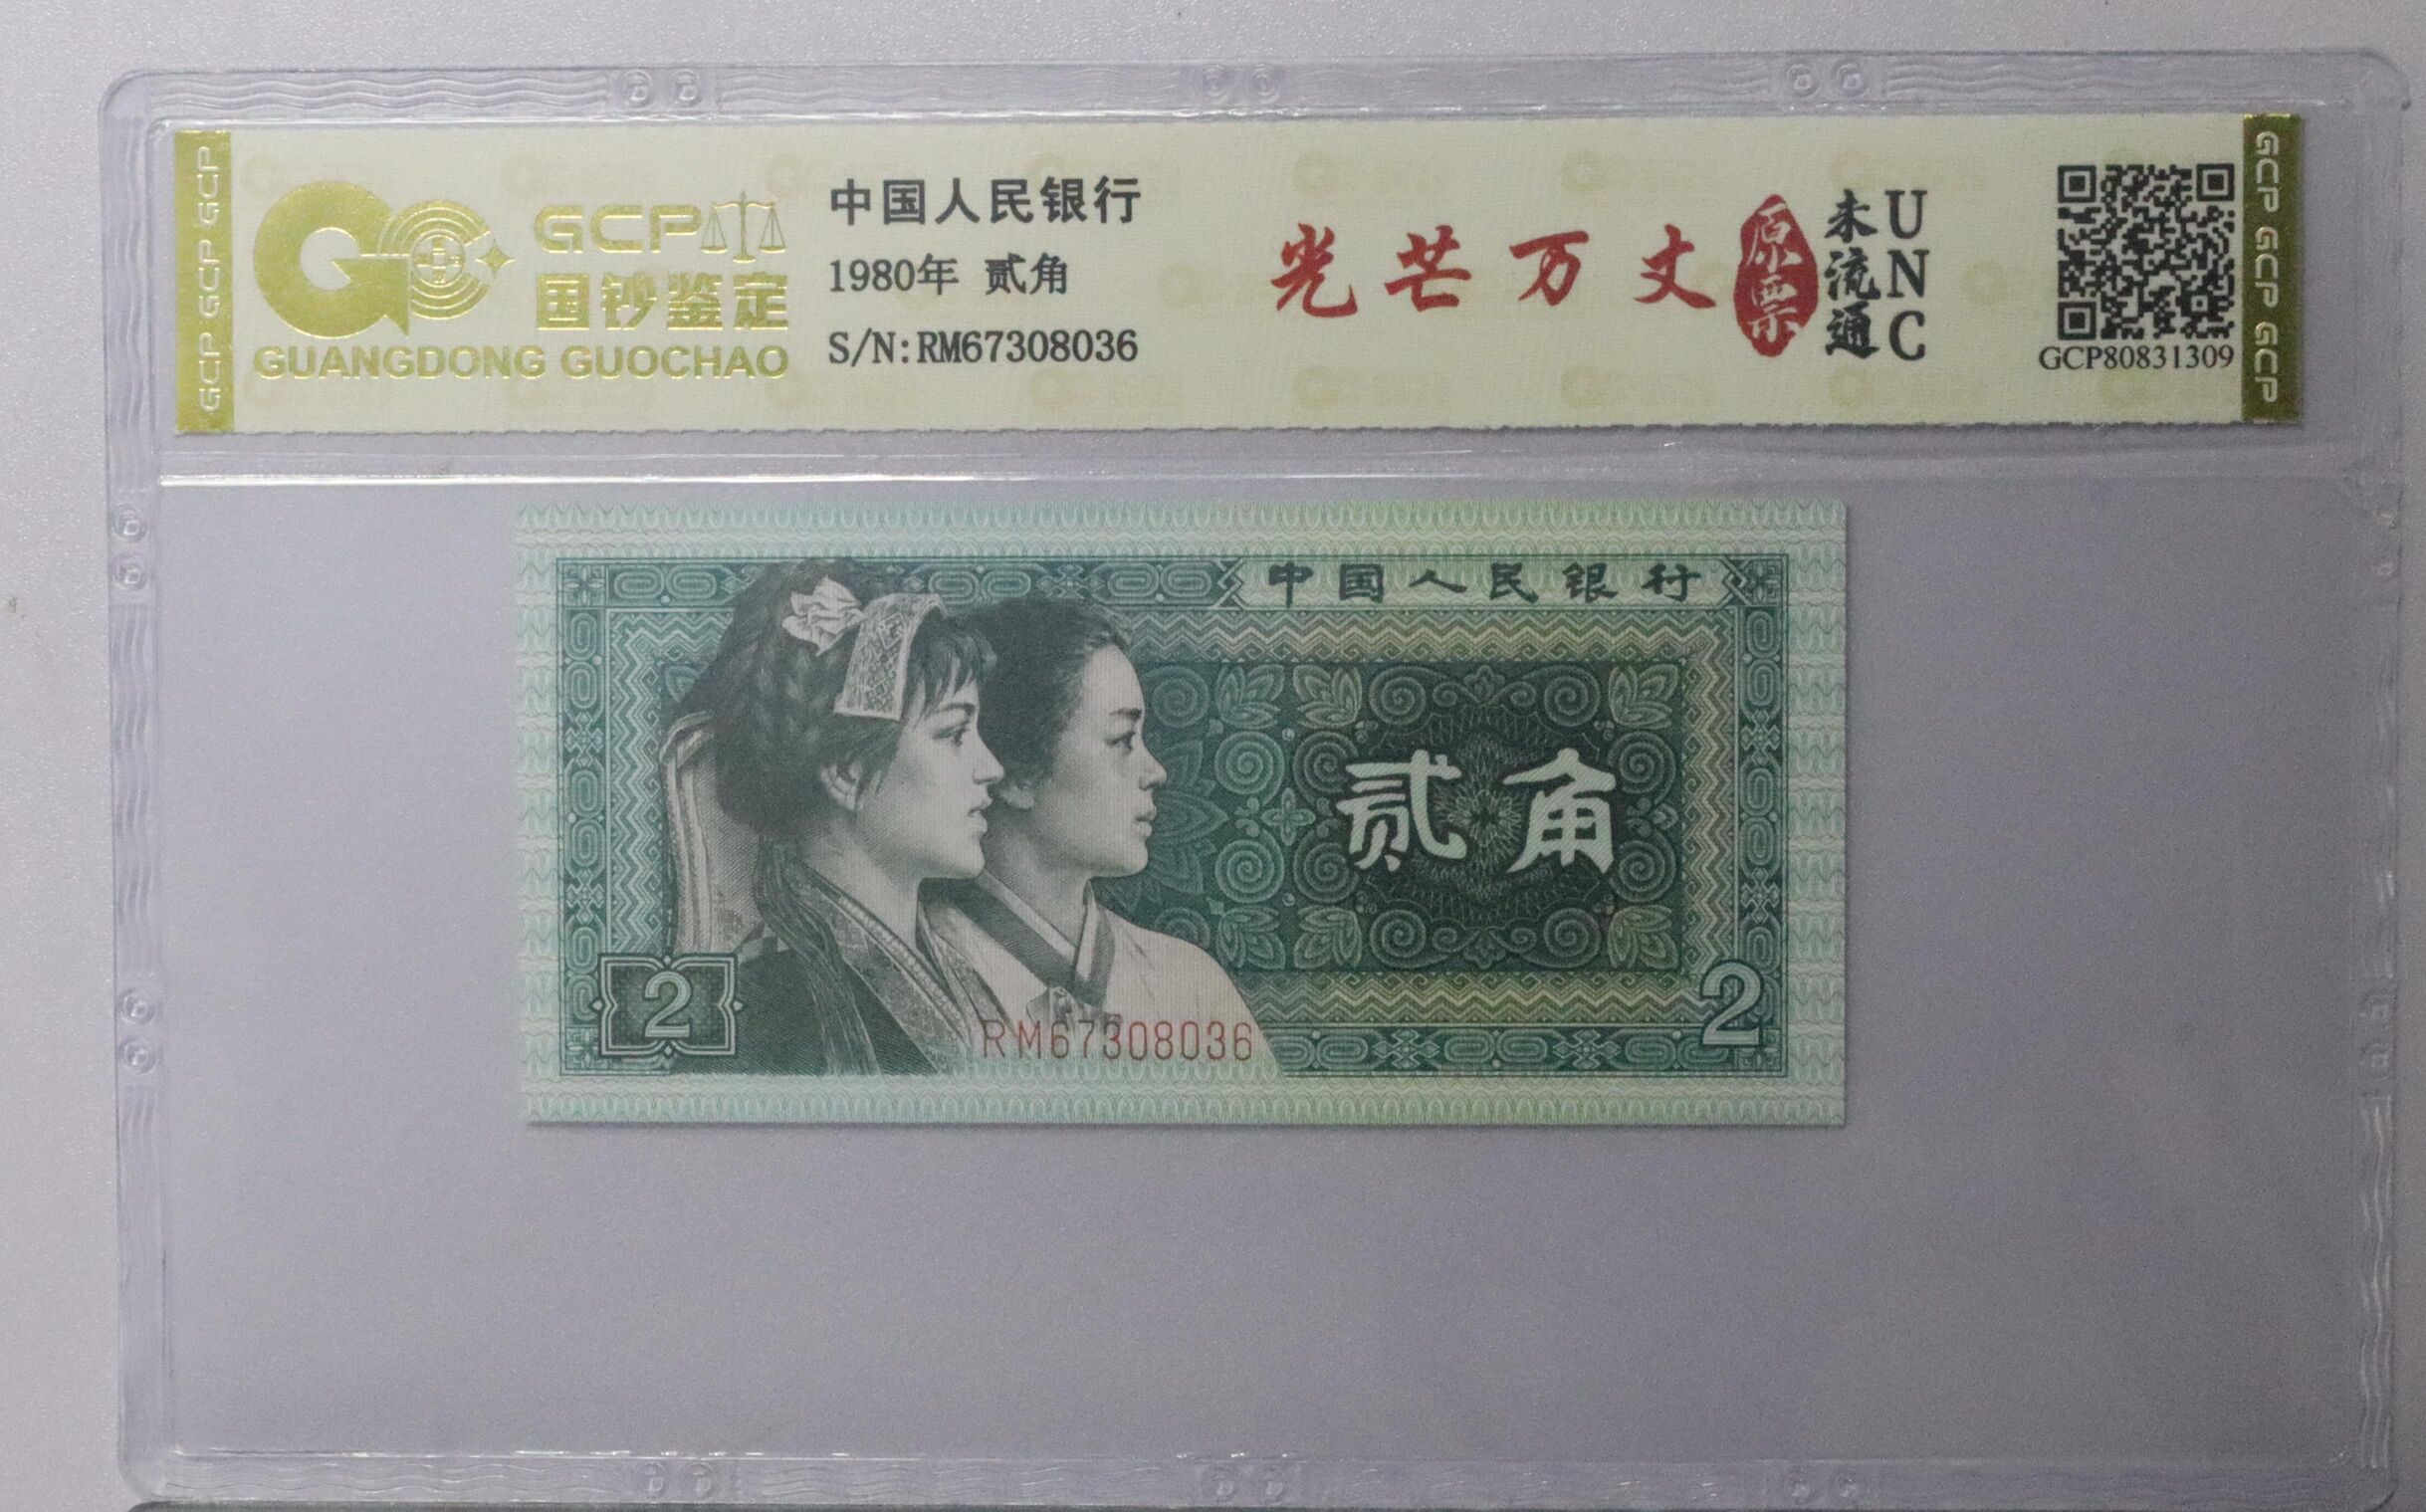 GCP GCP GCP
GCP
国钞鉴定
GUANGDONG GUOCHAO
中国人民银行
1980年 贰角
S/N:RM67308036
光芒万丈
原票
未流通
UNC
GCP80831309
GCP GCP GCP
中国人民银行
贰角
2
RM67308036
2